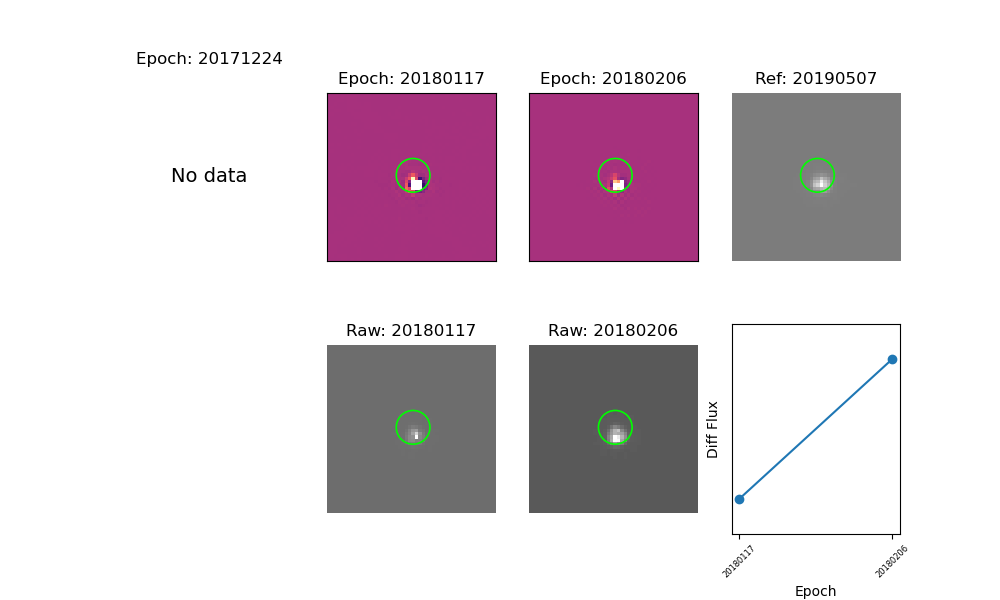 Epoch: 20171224
No data
Epoch: 20180117
Epoch: 20180206
Ref: 20190507
Raw: 20180117
Raw: 20180206
Diff Flux
20180117
20180206
Epoch